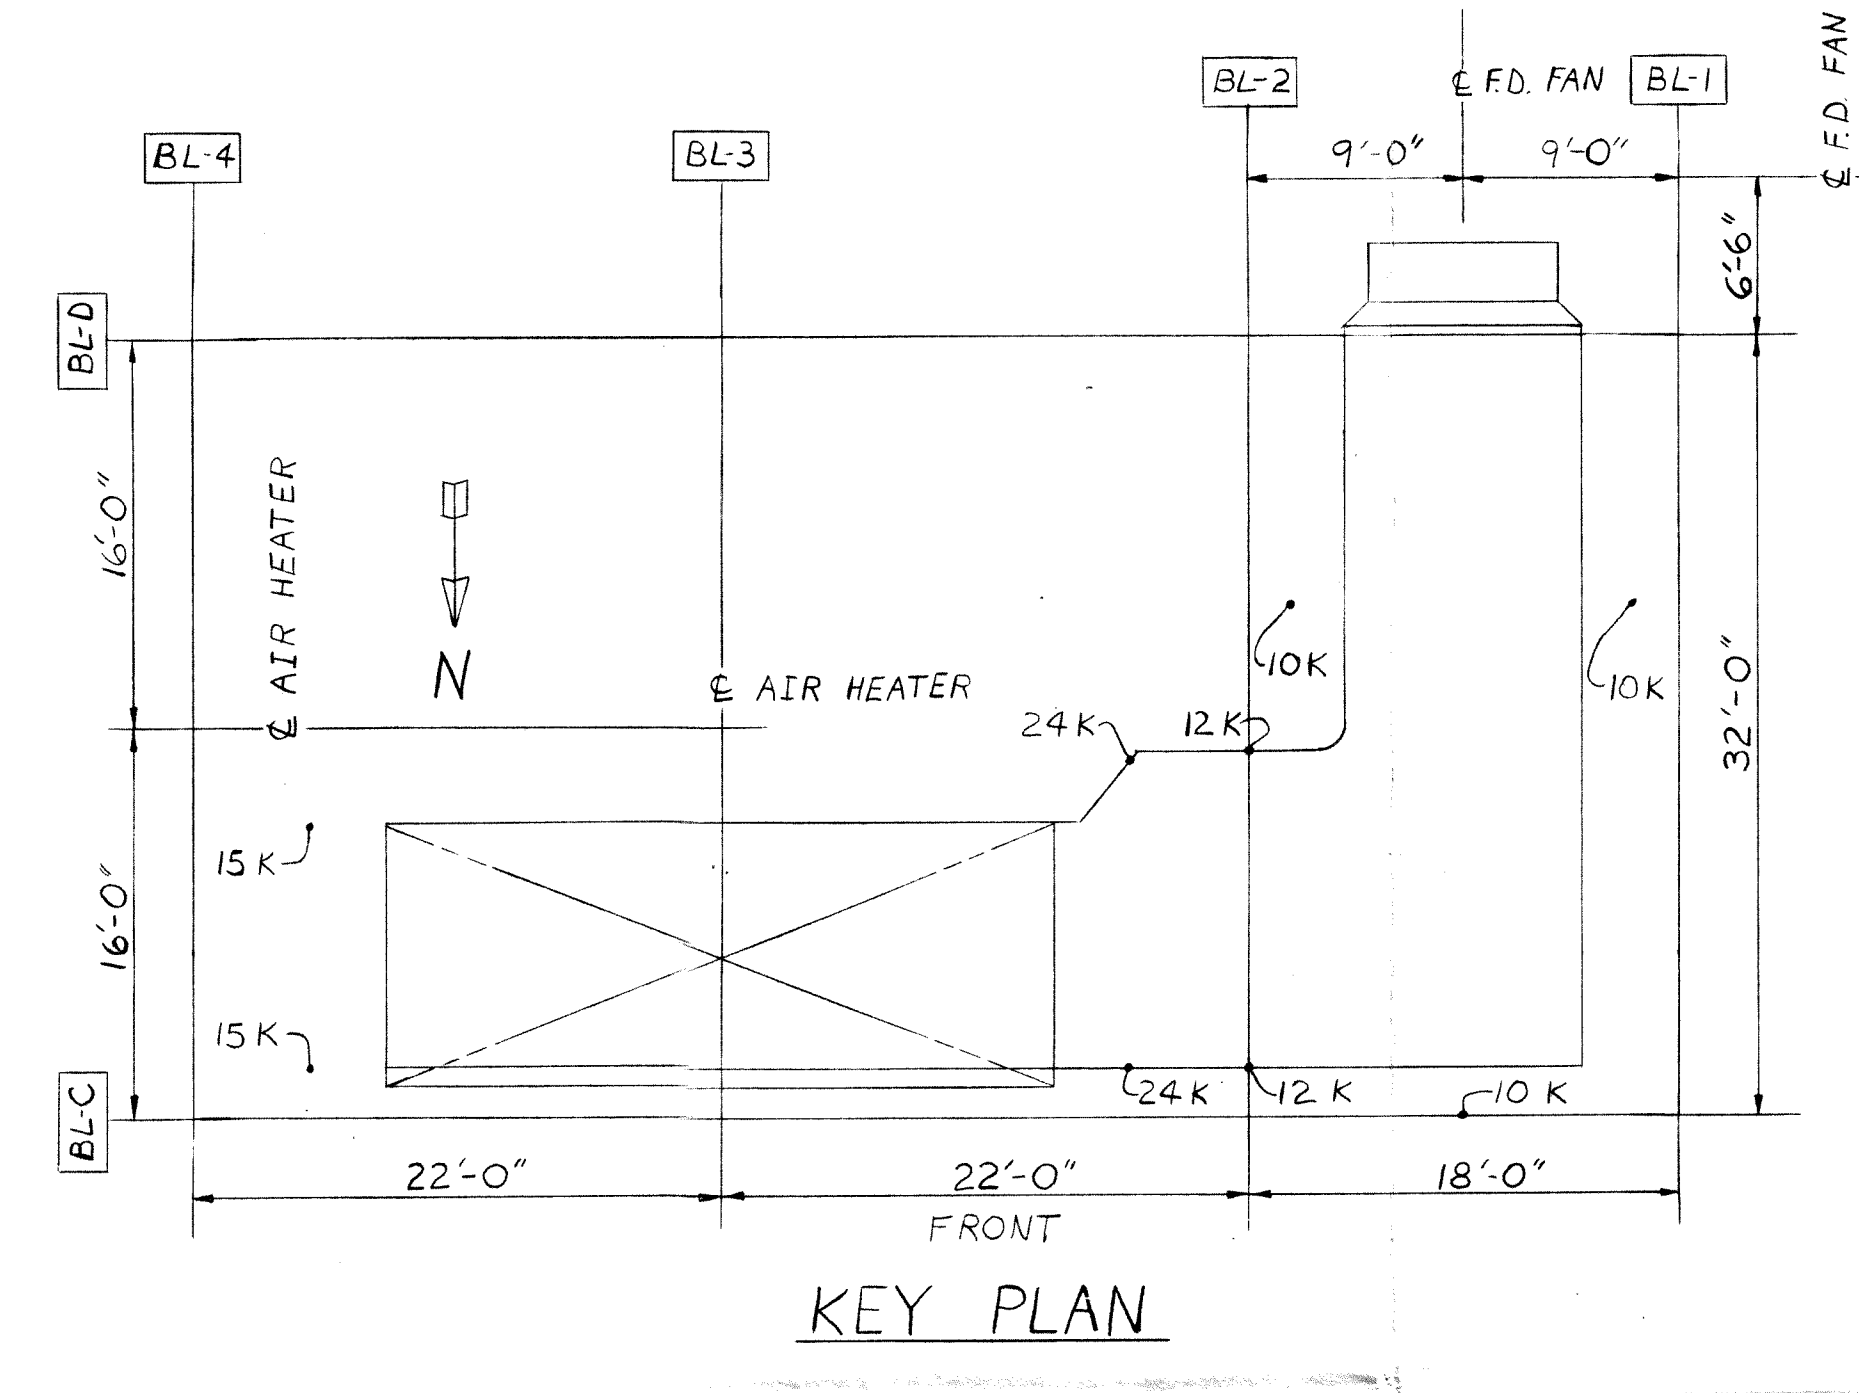 ℄ F.D. FAN
BL-2
℄ F.D. FAN
BL-1
BL-4
BL-3
9'-0"
9'-0"
6'-6"
BL-D
16'-0"
℄ AIR HEATER
N
℄ AIR HEATER
10K
10K
32'-0"
24K
12K
15K
16'-0"
15K
24K
12K
10K
BL-C
22'-0"
22'-0"
18'-0"
FRONT
KEY PLAN